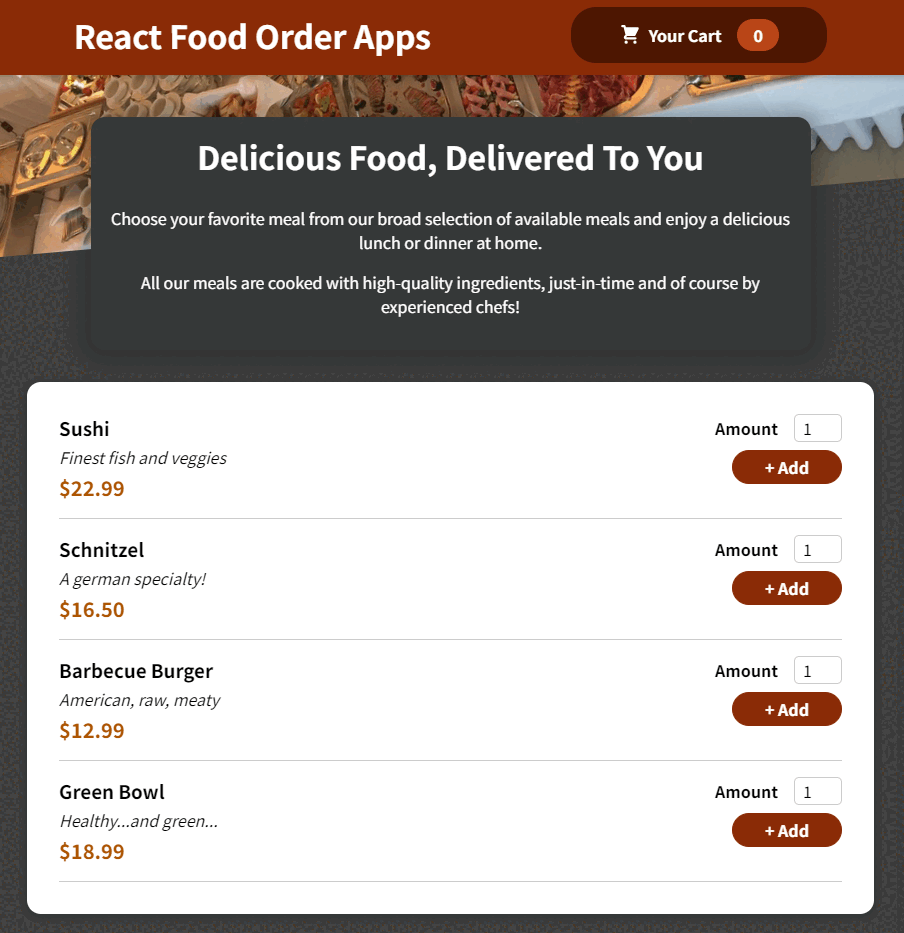 React Food Order Apps
Your Cart 0
Delicious Food, Delivered To You
Choose your favorite meal from our broad selection of available meals and enjoy a delicious
lunch or dinner at home.
All our meals are cooked with high-quality ingredients, just-in-time and of course by
experienced chefs!
Sushi
Finest fish and veggies
$22.99
Amount 1
+ Add
Schnitzel
A german specialty!
$16.50
Amount 1
+ Add
Barbecue Burger
American, raw, meaty
$12.99
Amount 1
+ Add
Green Bowl
Healthy...and green...
$18.99
Amount 1
+ Add